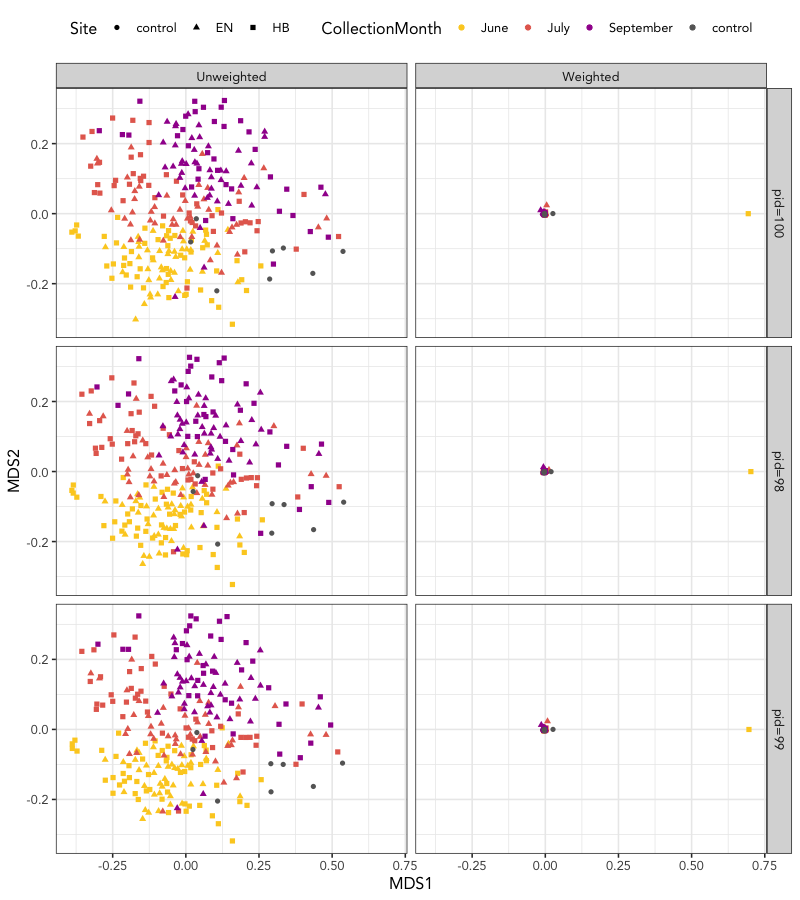 Site control EN HB CollectionMonth June July September control
Unweighted Weighted
0.2
0.0
-0.2
pid=100
0.2
0.0
-0.2
pid=98
0.2
0.0
-0.2
pid=99
MDS2
-0.25 0.00 0.25 0.50 0.75 -0.25 0.00 0.25 0.50 0.75
MDS1